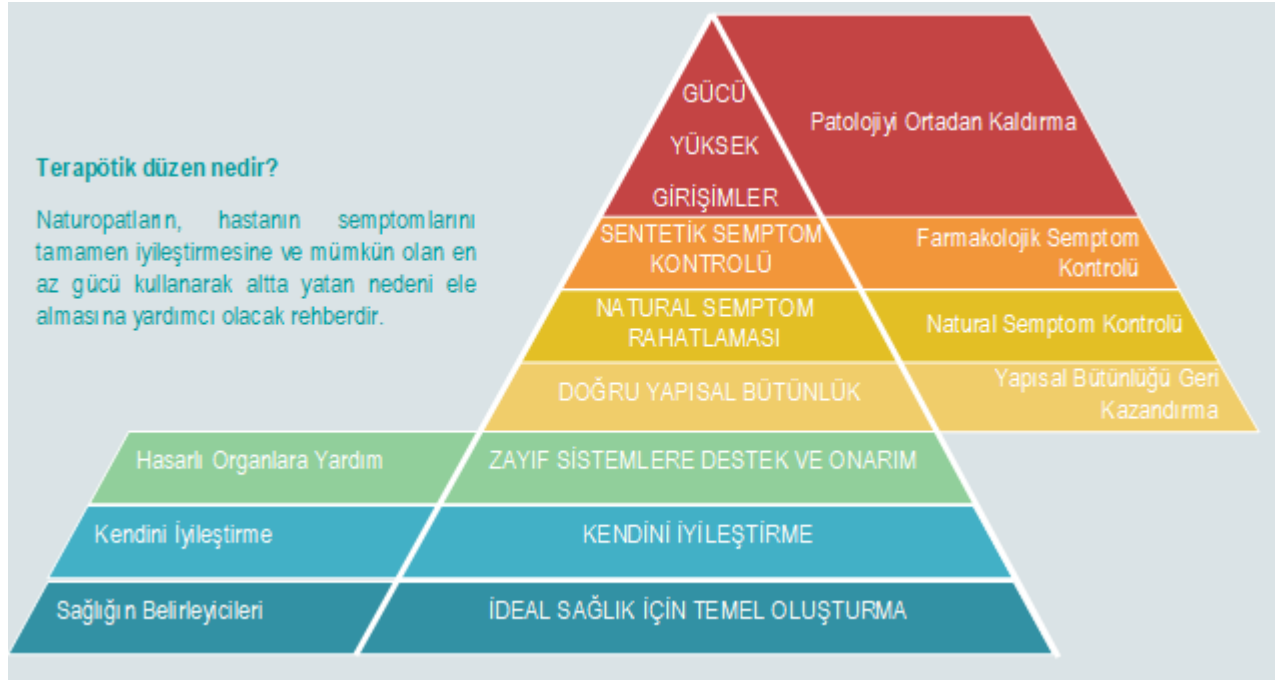 Terapötik düzen nedir?
Naturopatların, hastanın semptomlarını
tamamen iyileştirmesine ve mümkün olan en
az gücü kullanarak altta yatan nedeni ele
almasına yardımcı olacak rehberdir.
GÜCÜ
YÜKSEK
GİRİŞİMLER
Patolojiyi Ortadan Kaldırma
SENTETİK SEMPTOM
KONTROLÜ
Farmakolojik Semptom
Kontrolü
NATURAL SEMPTOM
RAHATLAMASI
Natural Semptom Kontrolü
DOĞRU YAPISAL BÜTÜNLÜK
Yapısal Bütünlüğü Geri
Kazandırma
Hasarlı Organlara Yardım
ZAYIF SİSTEMLERE DESTEK VE ONARIM
Kendini İyileştirme
KENDİNİ İYİLEŞTİRME
Sağlığın Belirleyicileri
İDEAL SAĞLIK İÇİN TEMEL OLUŞTURMA